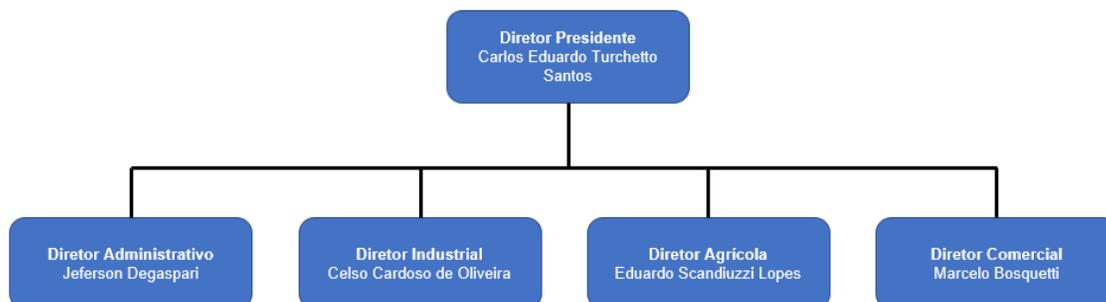 Diretor Presidente
Carlos Eduardo Turchetto
Santos
Diretor Administrativo
Jeferson Degaspari
Diretor Industrial
Celso Cardoso de Oliveira
Diretor Agrícola
Eduardo Scandiuzzi Lopes
Diretor Comercial
Marcelo Bosquetti